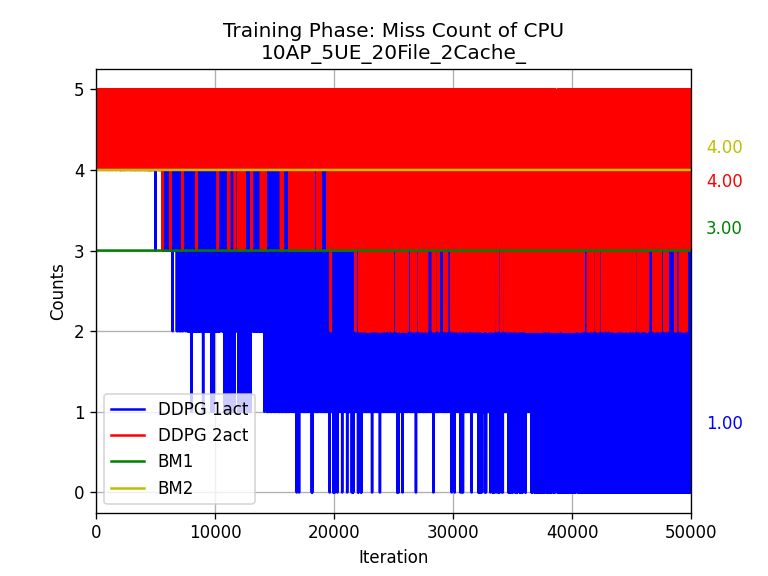 Training Phase: Miss Count of CPU
10AP_5UE_20File_2Cache_
5
4
3
2
1
0
Counts
4.00
4.00
3.00
1.00
DDPG 1act
DDPG 2act
BM1
BM2
0
10000
20000
30000
40000
50000
Iteration